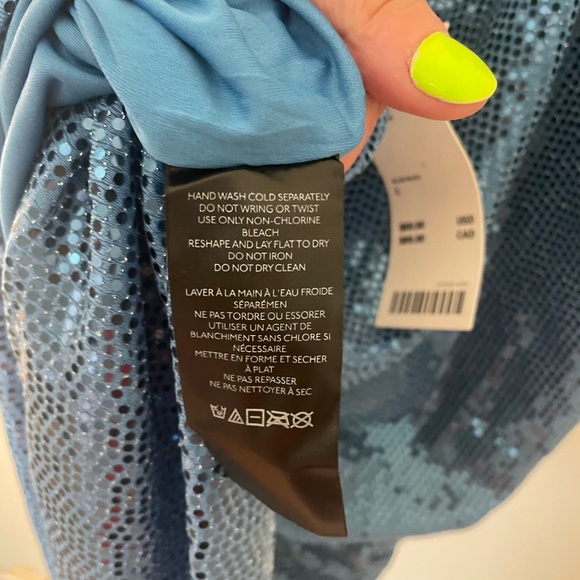 HAND WASH COLD SEPARATELY
DO NOT WRING OR TWIST
USE ONLY NON-CHLORINE
BLEACH
RESHAPE AND LAY FLAT TO DRY
DO NOT IRON
DO NOT DRY CLEAN
LAVER À LA MAIN À L'EAU FROIDE
SÉPARÉMEN
NE PAS TORDRE OU ESSORER
UTILISER UN AGENT DE
BLANCHIMENT SANS CHLORE SI
NÉCESSAIRE
METTRE EN FORME ET SECHER
À PLAT
NE PAS REPASSER
NE PAS NETTOYER À SEC
L
USD
CAD